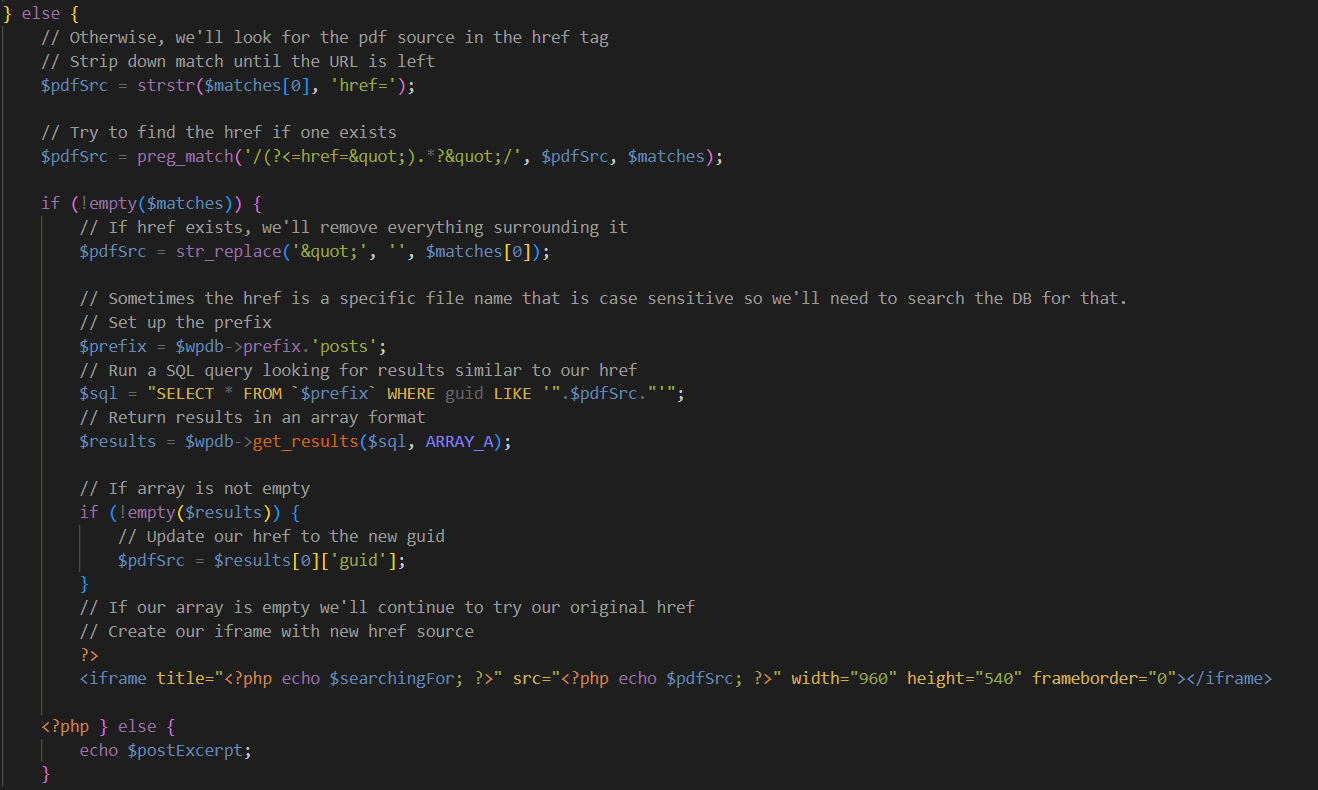 } else {
// Otherwise, we'll look for the pdf source in the href tag
// Strip down match until the URL is left
$pdfSrc = strstr($matches[0], 'href=');
// Try to find the href if one exists
$pdfSrc = preg_match('/(?<=href=&quot;).*?&quot;/', $pdfSrc, $matches);
if (!empty($matches)) {
// If href exists, we'll remove everything surrounding it
$pdfSrc = str_replace('&quot;', '', $matches[0]);
// Sometimes the href is a specific file name that is case sensitive so we'll need to search the DB for that.
// Set up the prefix
$prefix = $wpdb->prefix.'posts';
// Run a SQL query looking for results similar to our href
$sql = "SELECT * FROM `$prefix` WHERE guid LIKE '".$pdfSrc."'";
// Return results in an array format
$results = $wpdb->get_results($sql, ARRAY_A);
// If array is not empty
if (!empty($results)) {
// Update our href to the new guid
$pdfSrc = $results[0]['guid'];
}
// If our array is empty we'll continue to try our original href
// Create our iframe with new href source
?>
<iframe title="<?php echo $searchingFor; ?>" src="<?php echo $pdfSrc; ?>" width="960" height="540" frameborder="0"></iframe>
<?php } else {
echo $postExcerpt;
}